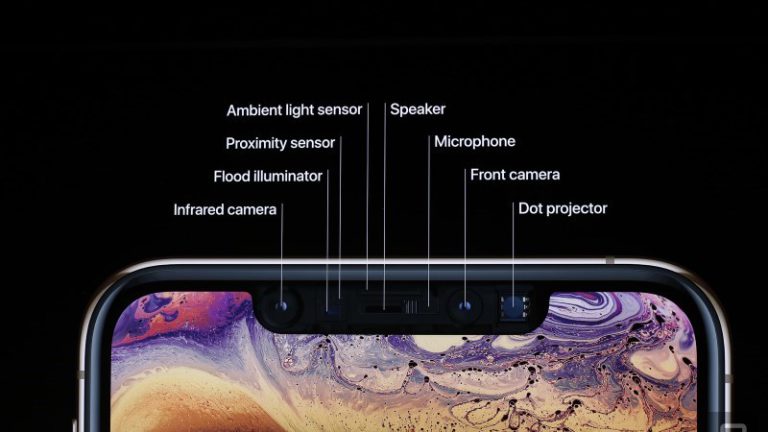 Ambient light sensor
Speaker
Proximity sensor
Microphone
Flood illuminator
Front camera
Infrared camera
Dot projector